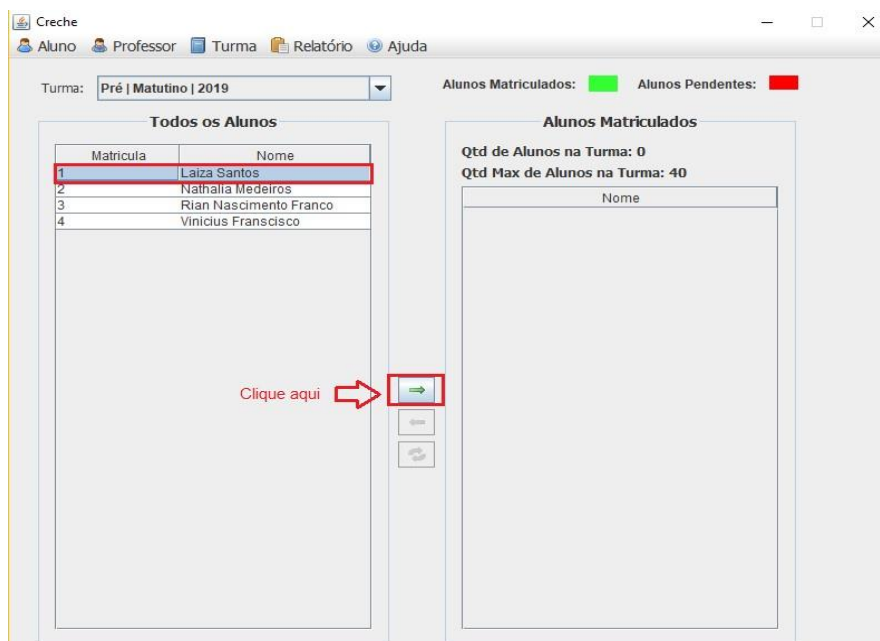 Creche
Aluno Professor Turma Relatório Ajuda
Turma: Pré | Matutino | 2019
Alunos Matriculados: Alunos Pendentes:
Todos os Alunos
Matricula Nome
1 Laiza Santos
2 Nathalia Medeiros
3 Rian Nascimento Franco
4 Vinicius Franscisco
Clique aqui
Alunos Matriculados
Qtd de Alunos na Turma: 0
Qtd Max de Alunos na Turma: 40
Nome